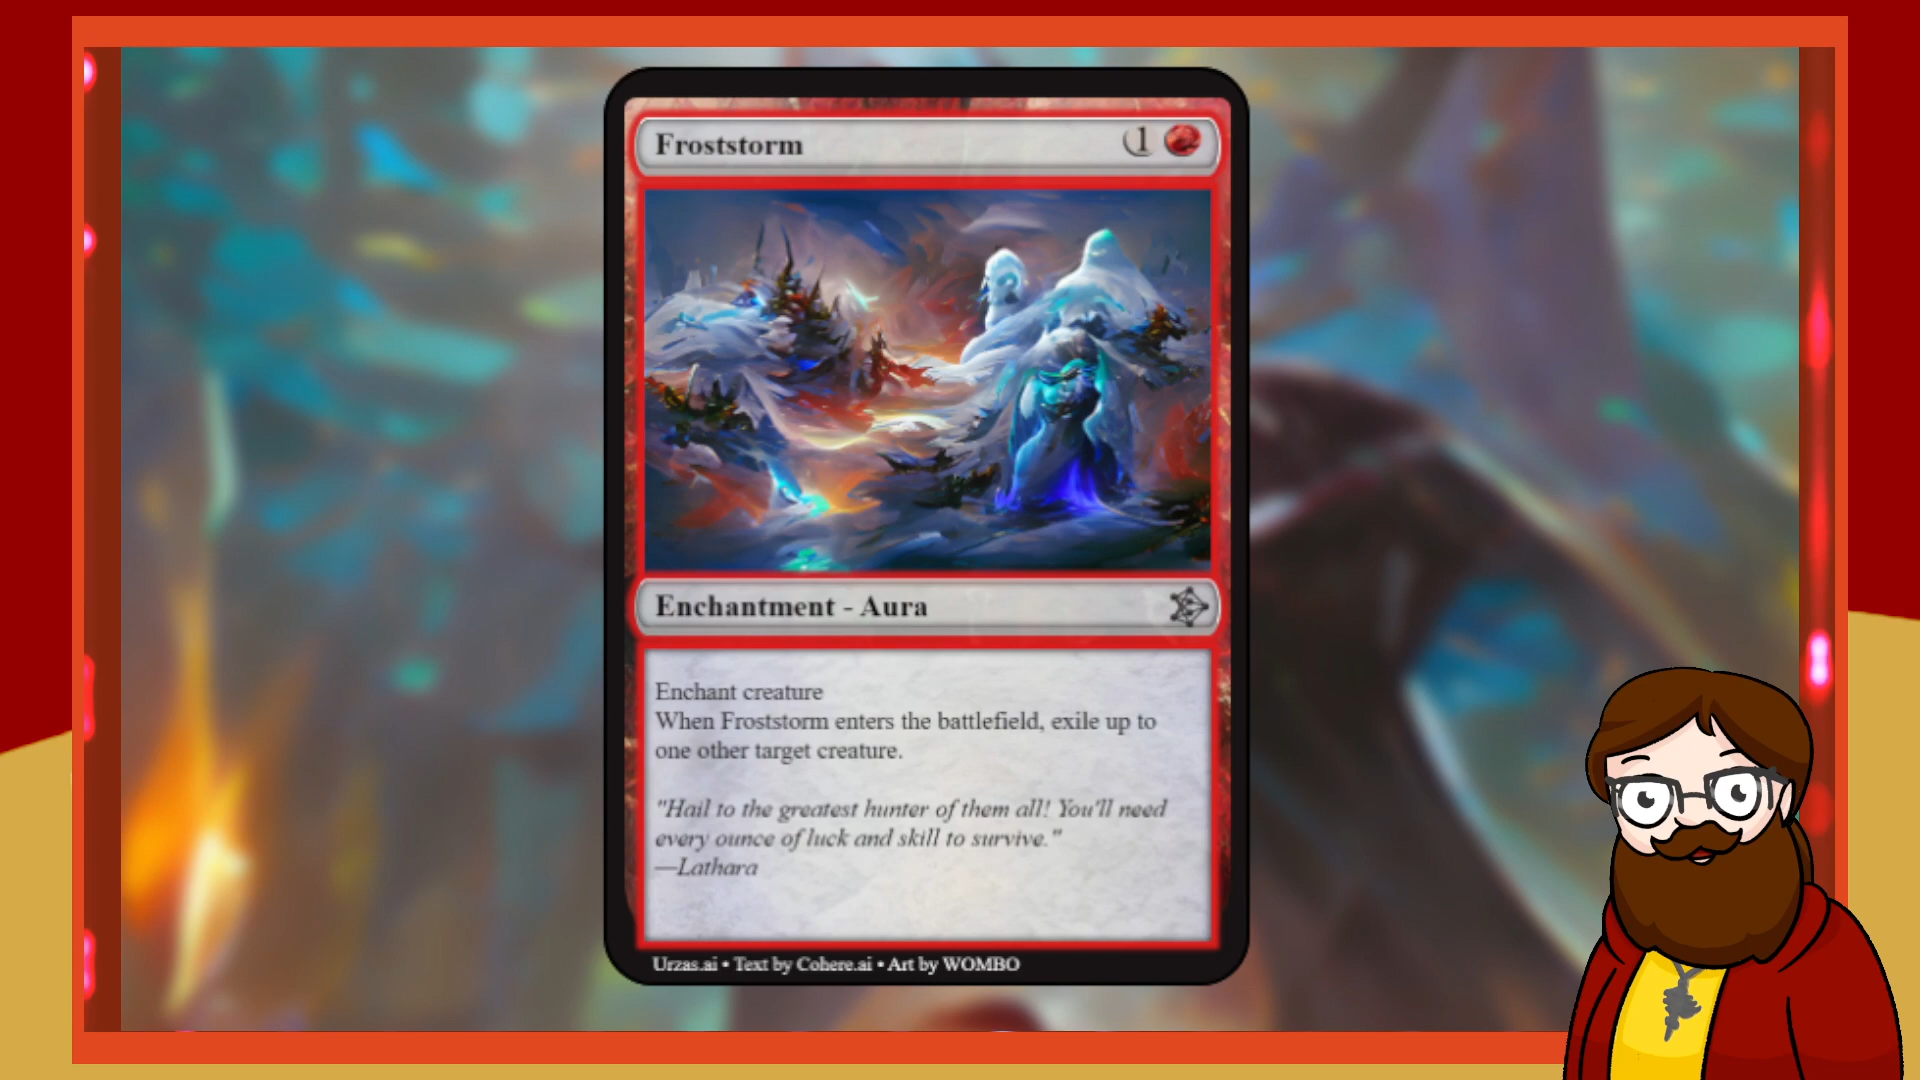 Froststorm 1
Enchantment - Aura
Enchant creature
When Froststorm enters the battlefield, exile up to
one other target creature.
"Hail to the greatest hunter of them all! You'll need
every ounce of luck and skill to survive."
—Lathara
Urzas.ai • Text by Cohere.ai • Art by WOMBO